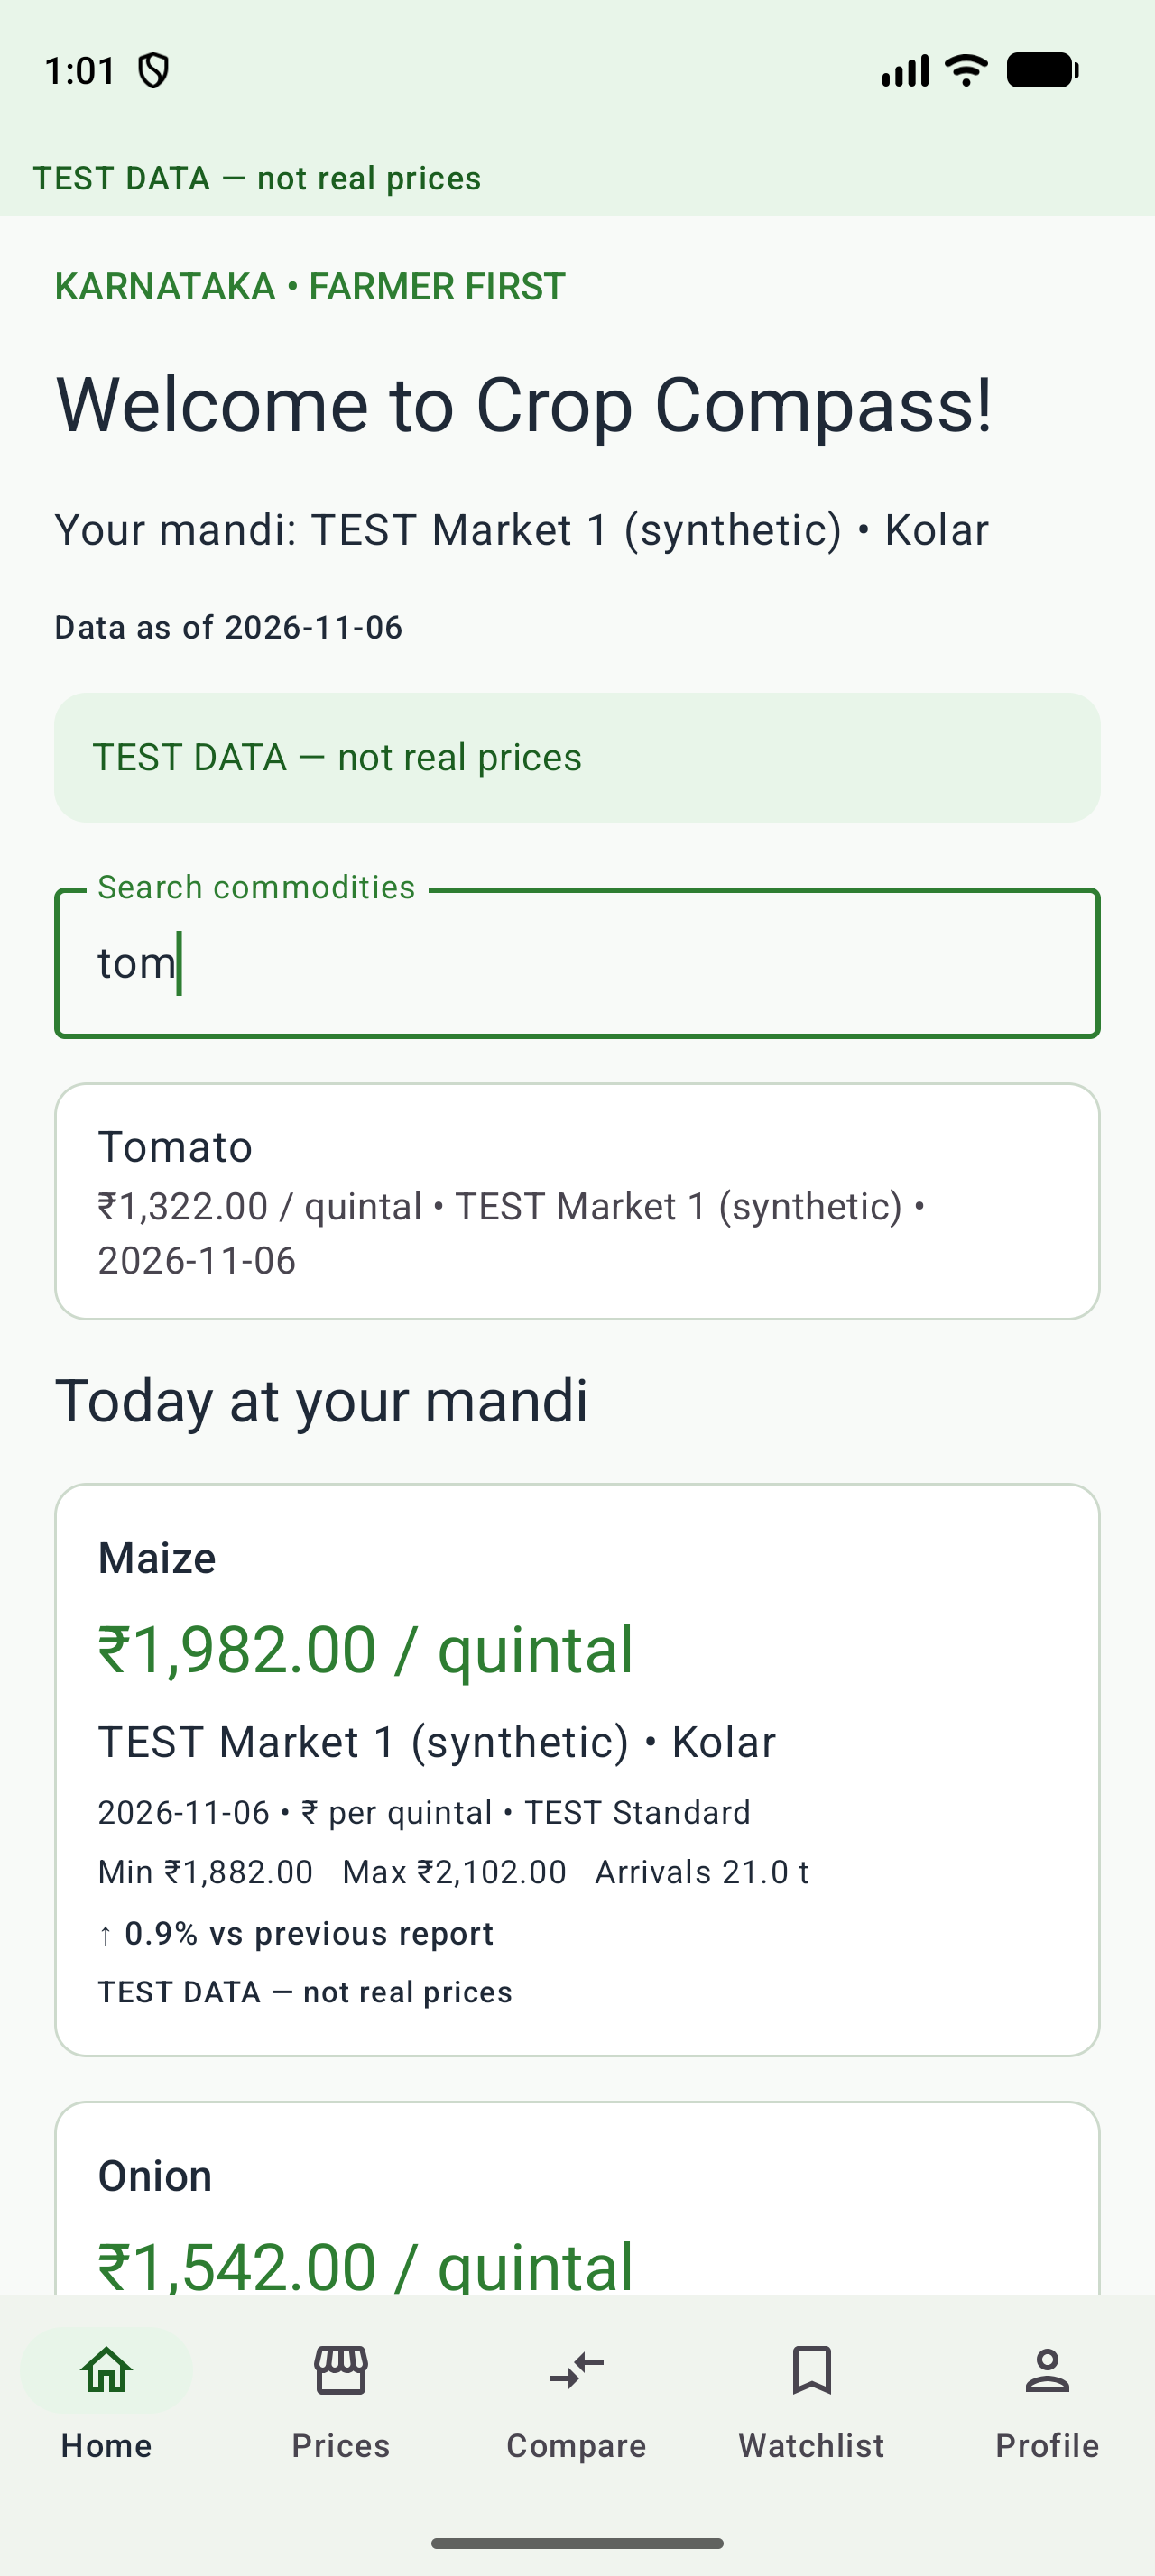 1:01
TEST DATA — not real prices
KARNATAKA • FARMER FIRST
Welcome to Crop Compass!
Your mandi: TEST Market 1 (synthetic) • Kolar
Data as of 2026-11-06
TEST DATA — not real prices
Search commodities
tom
Tomato
₹1,322.00 / quintal • TEST Market 1 (synthetic) •
2026-11-06
Today at your mandi
Maize
₹1,982.00 / quintal
TEST Market 1 (synthetic) • Kolar
2026-11-06 • ₹ per quintal • TEST Standard
Min ₹1,882.00 Max ₹2,102.00 Arrivals 21.0 t
↑ 0.9% vs previous report
TEST DATA — not real prices
Onion
₹1,542.00 / quintal
Home Prices Compare Watchlist Profile